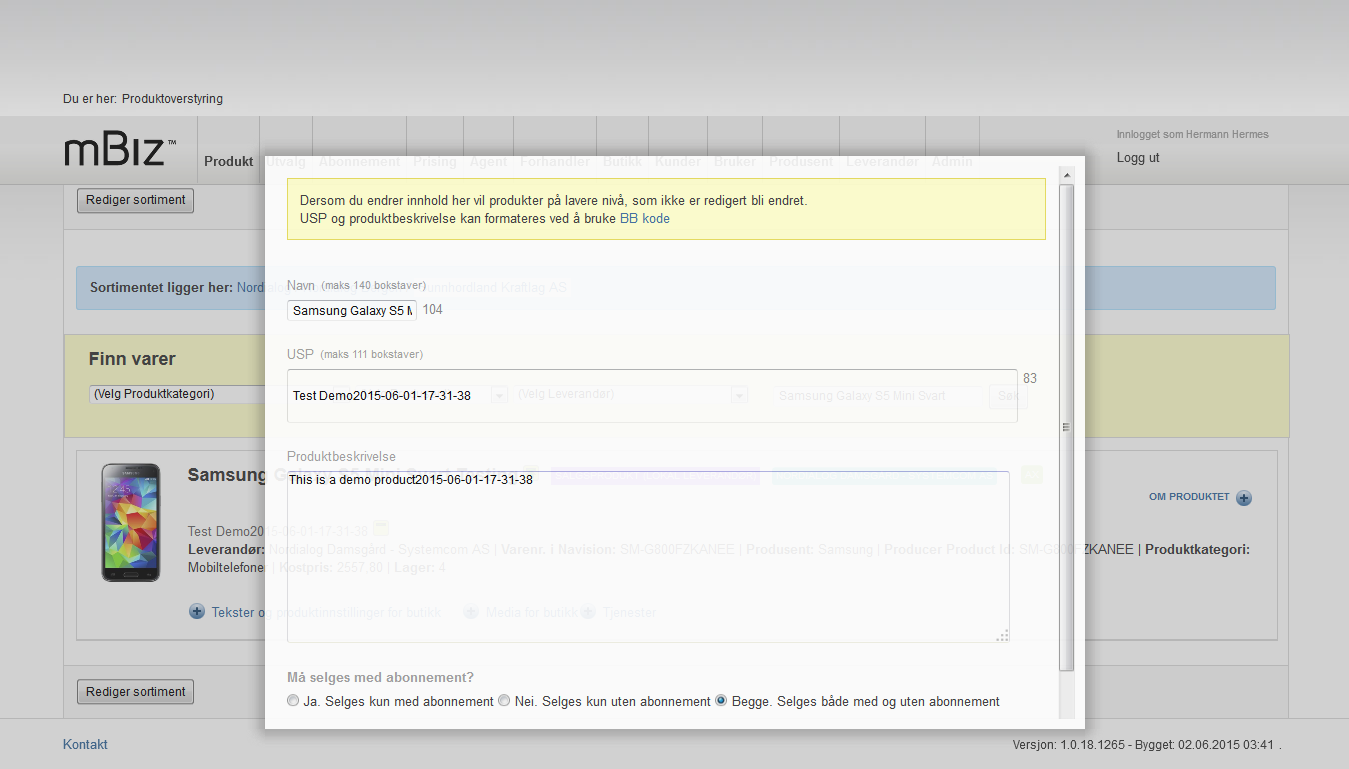 Du er her: Produktoverstyring
mBiz™
Produkt Utvalg Abonnement Prising Agent Forhandler Butikk Kunder Bruker Produsent Leverandør Admin
Innlogget som Hermann Hermes
Logg ut
Rediger sortiment
Dersom du endrer innhold her vil produkter på lavere nivå, som ikke er redigert bli endret.
USP og produktbeskrivelse kan formateres ved å bruke BB kode
Sortimentet ligger her: Kraftlag AS
Navn (maks 140 bokstaver)
Samsung Galaxy S5 M 104
USP (maks 111 bokstaver)
Finn varer
83
(Velg Produktkategori) Test Demo2015-06-01-17-31-38 (Velg Leverandør) Samsung Galaxy S5 Mini Svart Søk
Produktbeskrivelse
Samsung Galaxy S5 Mini Svart
This is a demo product2015-06-01-17-31-38
OM PRODUKTET
Test Demo2015-06-01-17-31-38
Leverandør: Nordialog Damsgård - Systemcom AS | Varenr. | Navision: SM-G800FZKANEE | Produsent: Samsung | Producer Product Id: SM-G800FZKANEE | Produktkategori:
Mobiltelefoner | Kostpris: 2557,80 | Lager: 4
Tekster og produktinnstillinger for butikk Media for butikk Tjenester
Må selges med abonnement?
Ja. Selges kun med abonnement Nei. Selges kun uten abonnement Begge. Selges både med og uten abonnement
Rediger sortiment
Kontakt
Versjon: 1.0.18.1265 - Bygget: 02.06.2015 03:41 .